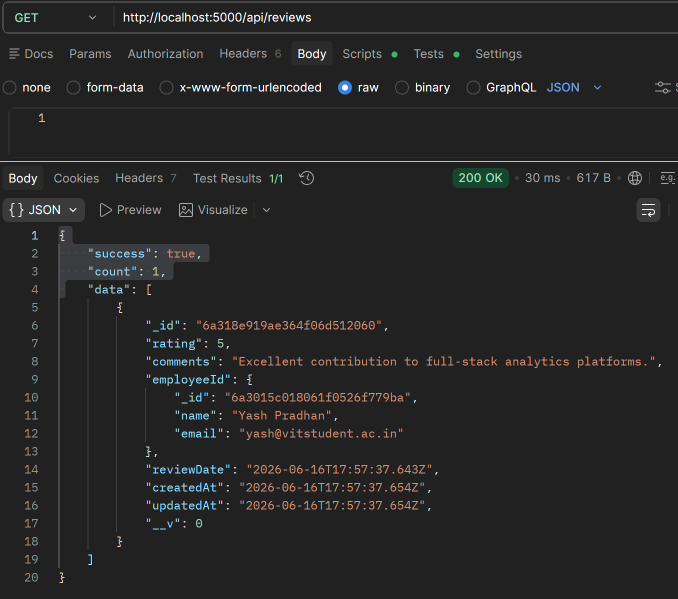 GET http://localhost:5000/api/reviews
Docs Params Authorization Headers 6 Body Scripts Tests Settings
none form-data x-www-form-urlencoded raw binary GraphQL JSON
1
Body Cookies Headers 7 Test Results 1/1 200 OK • 30 ms • 617 B • e.g.
{} JSON Preview Visualize
1 {
2 "success": true,
3 "count": 1,
4 "data": [
5 {
6 "_id": "6a318e919ae364f06d512060",
7 "rating": 5,
8 "comments": "Excellent contribution to full-stack analytics platforms.",
9 "employeeId": {
10 "_id": "6a3015c018061f0526f779ba",
11 "name": "Yash Pradhan",
12 "email": "yash@vitstudent.ac.in"
13 },
14 "reviewDate": "2026-06-16T17:57:37.643Z",
15 "createdAt": "2026-06-16T17:57:37.654Z",
16 "updatedAt": "2026-06-16T17:57:37.654Z",
17 "__v": 0
18 }
19 ]
20 }